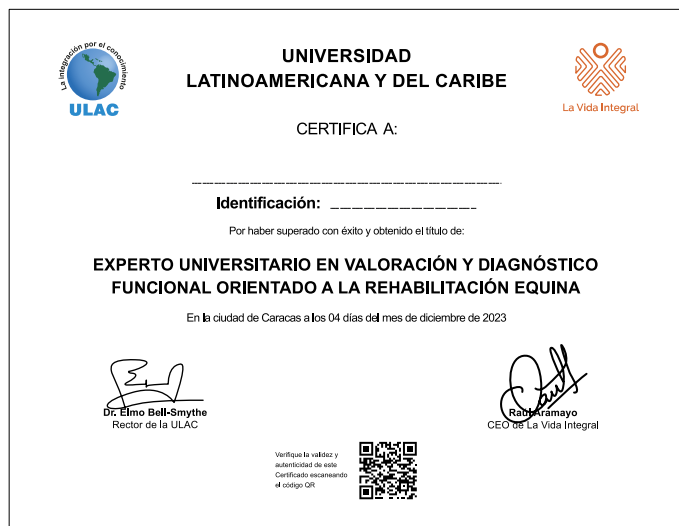 La integración por el conocimiento
ULAC
UNIVERSIDAD
LATINOAMERICANA Y DEL CARIBE
La Vida Integral
CERTIFICA A:
Identificación:
Por haber superado con éxito y obtenido el título de:
EXPERTO UNIVERSITARIO EN VALORACIÓN Y DIAGNÓSTICO
FUNCIONAL ORIENTADO A LA REHABILITACIÓN EQUINA
En la ciudad de Caracas a los 04 días del mes de diciembre de 2023
Dr. Elmo Bell-Smythe
Rector de la ULAC
Raúl Aramayo
CEO de La Vida Integral
Verifique la validez y
autenticidad de este
Certificado escaneando
el código QR